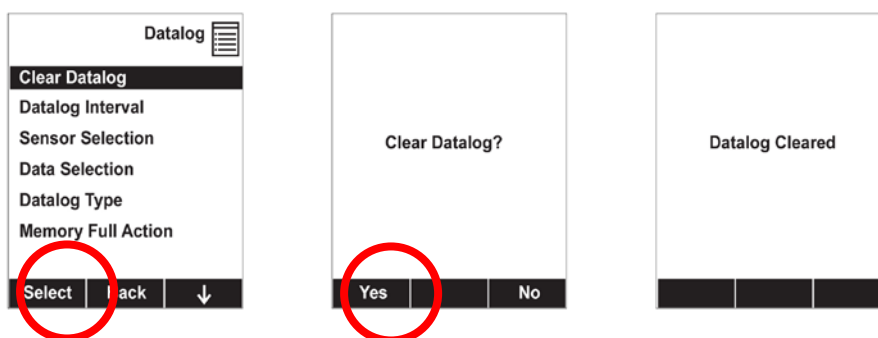 Datalog
Clear Datalog
Datalog Interval
Sensor Selection
Data Selection
Datalog Type
Memory Full Action
Select Back ↓
Clear Datalog?
Yes No
Datalog Cleared